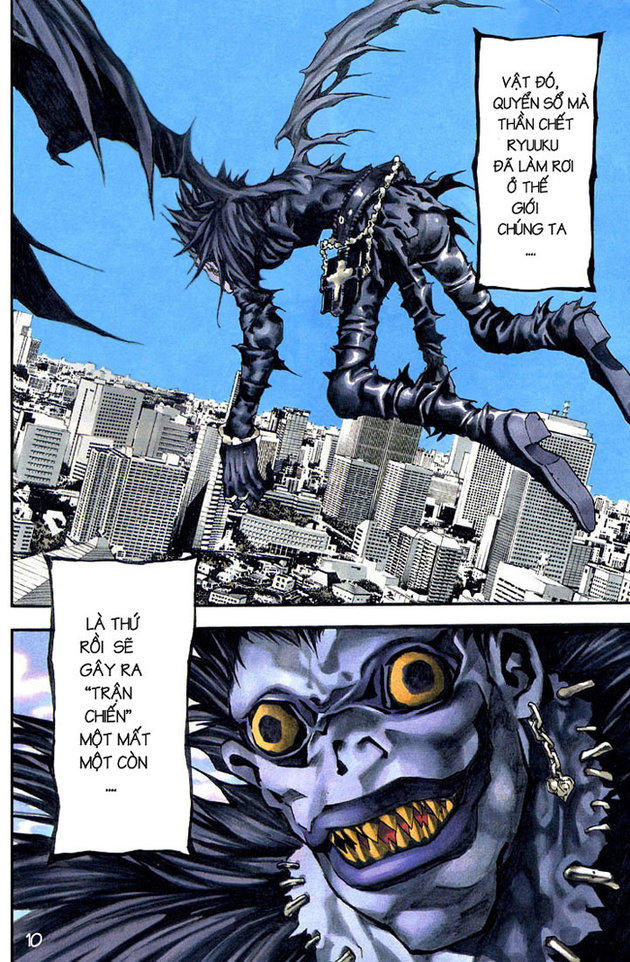 VẬT ĐÓ,
QUYỂN SỔ MÀ
THẦN CHẾT
RYUUKU
ĐÃ LÀM RƠI
Ở THẾ
GIỚI
CHÚNG TA
....
LÀ THỨ
RỒI SẼ
GÂY RA
"TRẬN
CHIẾN"
MỘT MẤT
MỘT CÒN
....
10